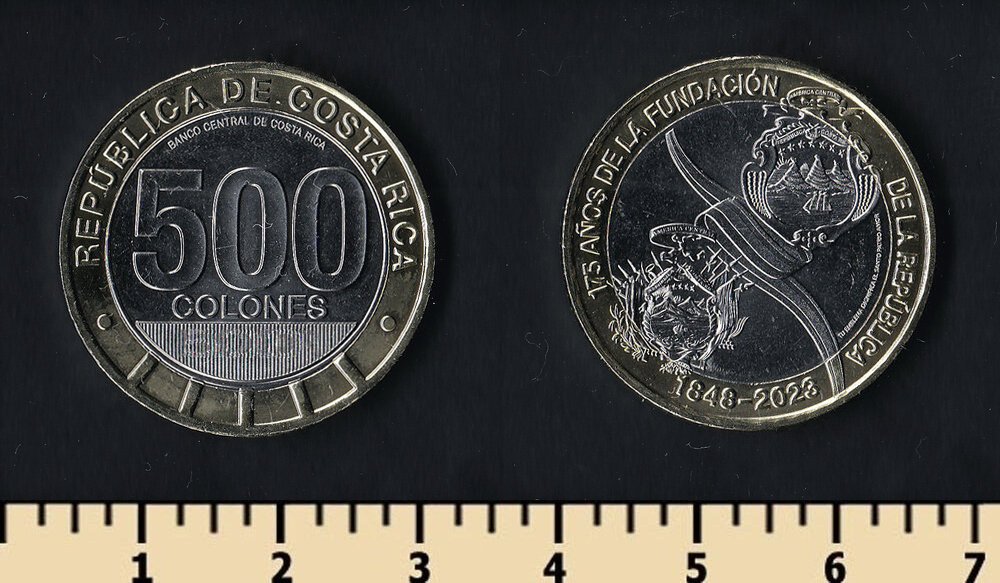 REPÚBLICA DE COSTA RICA
BANCO CENTRAL DE COSTA RICA
500
COLONES
175 AÑOS DE LA FUNDACIÓN
DE LA REPÚBLICA
AMÉRICA CENTRAL
AMÉRICA CENTRAL
1848-2023
1 2 3 4 5 6 7